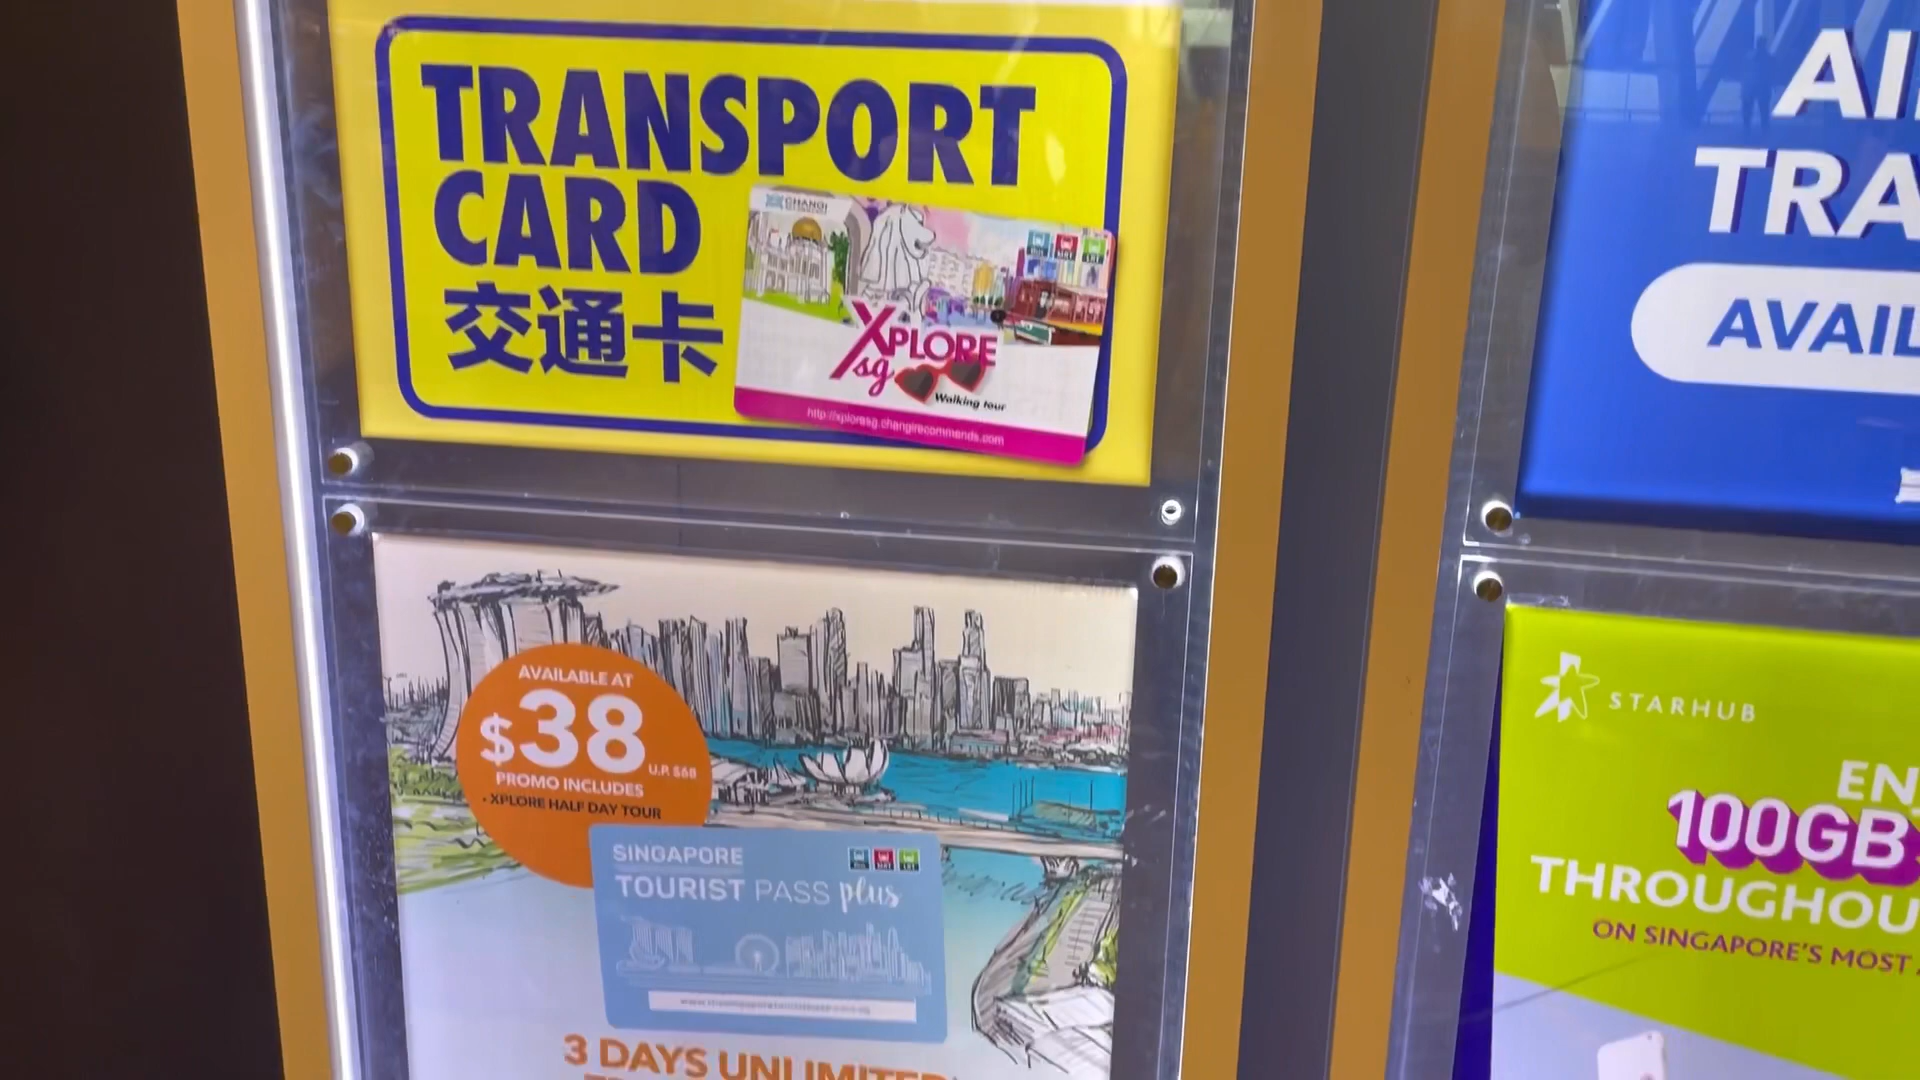 TRANSPORT
CARD
交通卡
CHANGI
XPLORE
sg
Walking tour
http://xploresg.changirecommends.com
AVAILABLE AT
$38
U.P. $68
PROMO INCLUDES
• XPLORE HALF DAY TOUR
SINGAPORE
TOURIST PASS plus
3 DAYS UNLIMITED
TRA
AVAIL
STARHUB
100GB
THROUGHOU
ON SINGAPORE'S MOST